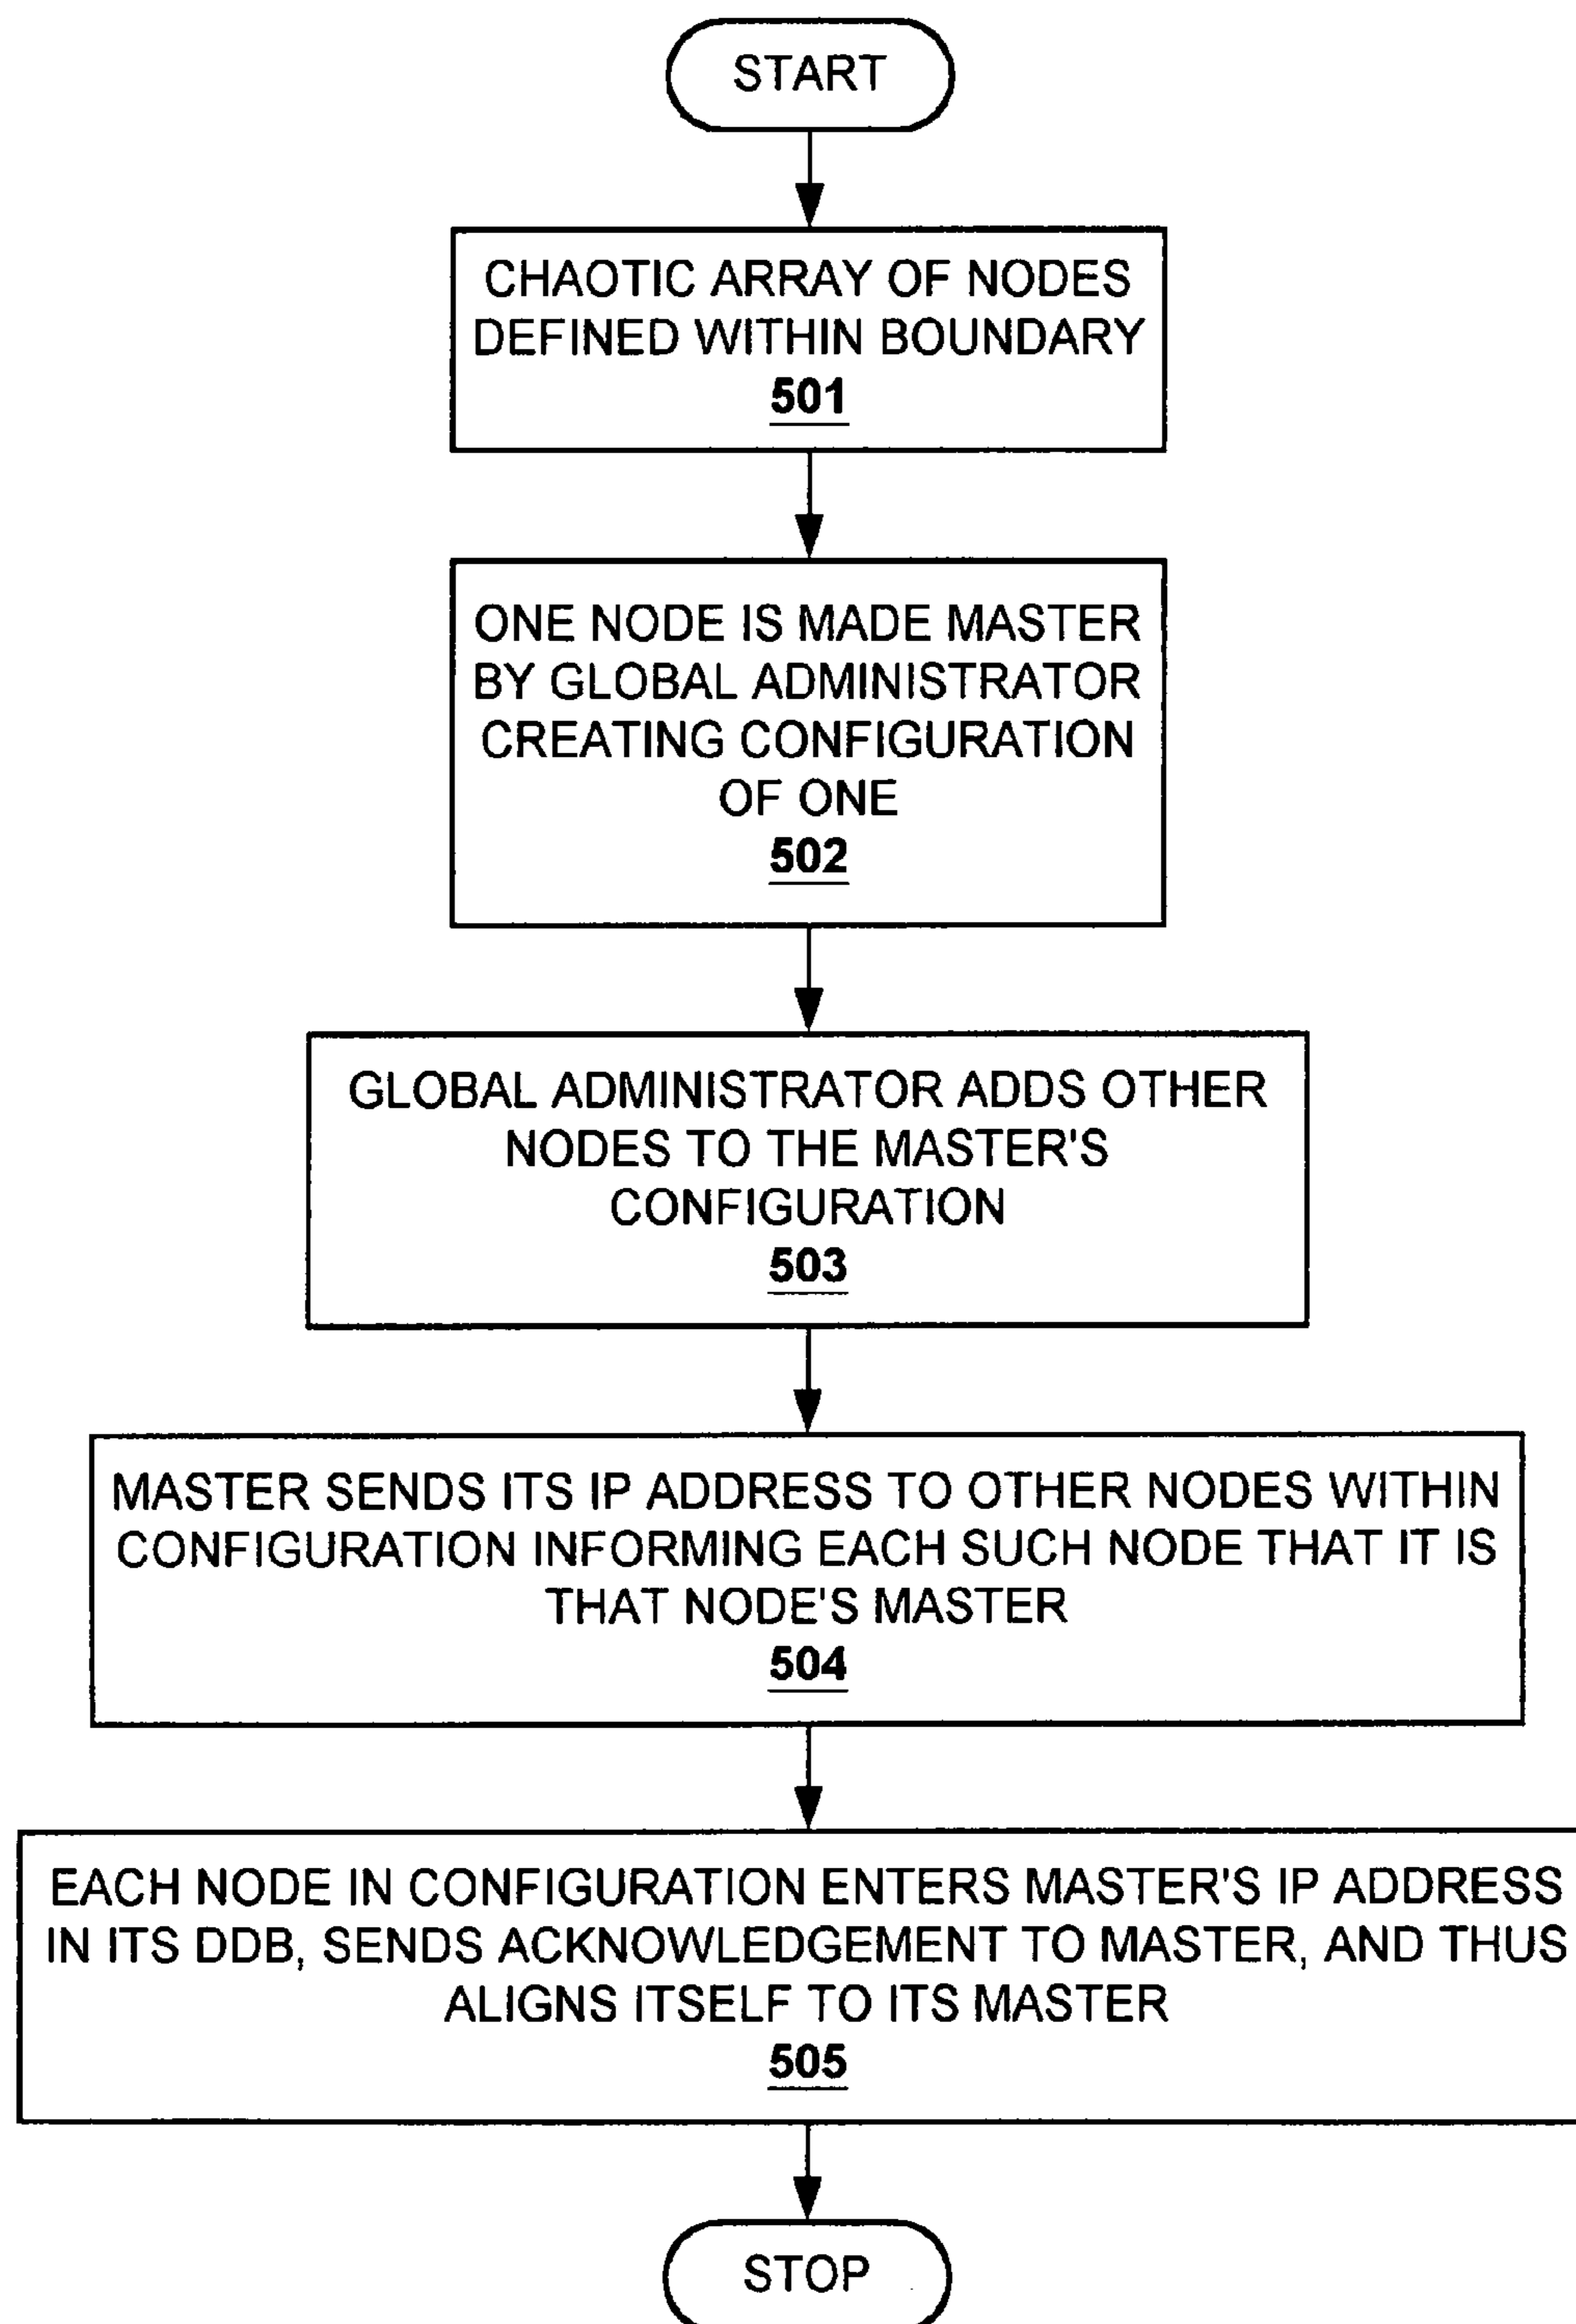 START
CHAOTIC ARRAY OF NODES
DEFINED WITHIN BOUNDARY
501
ONE NODE IS MADE MASTER
BY GLOBAL ADMINISTRATOR
CREATING CONFIGURATION
OF ONE
502
GLOBAL ADMINISTRATOR ADDS OTHER
NODES TO THE MASTER'S
CONFIGURATION
503
MASTER SENDS ITS IP ADDRESS TO OTHER NODES WITHIN
CONFIGURATION INFORMING EACH SUCH NODE THAT IT IS
THAT NODE'S MASTER
504
EACH NODE IN CONFIGURATION ENTERS MASTER'S IP ADDRESS
IN ITS DDB, SENDS ACKNOWLEDGEMENT TO MASTER, AND THUS
ALIGNS ITSELF TO ITS MASTER
505
STOP